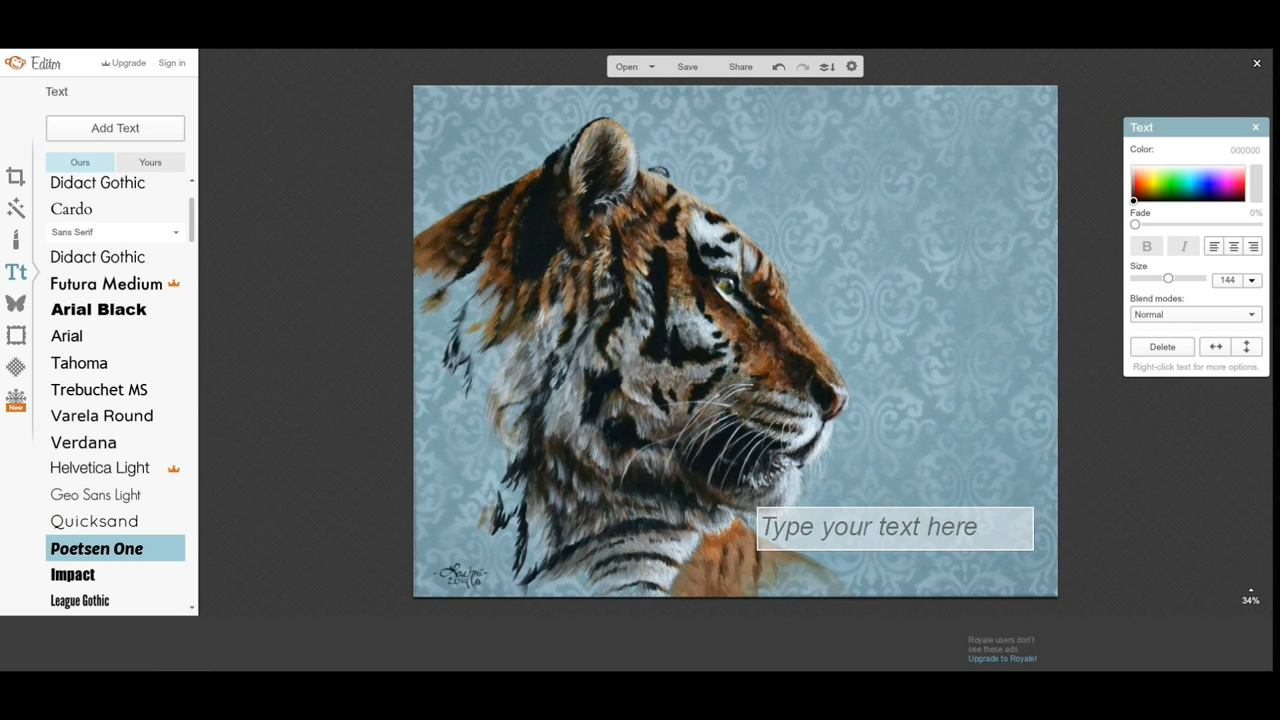 Editor
Upgrade
Sign in
Open
Save
Share
Text
Add Text
Ours
Yours
Didact Gothic
Cardo
Sans Serif
Didact Gothic
Futura Medium
Arial Black
Arial
Tahoma
Trebuchet MS
Varela Round
Verdana
Helvetica Light
Geo Sans Light
Quicksand
Poetsen One
Impact
League Gothic
Tt
New
Type your text here
Text
Color:
000000
Fade
0%
B I
Size
144
Blend modes:
Normal
Delete
Right-click text for more options.
34%
Royale users don't
see these ads
Upgrade to Royale!